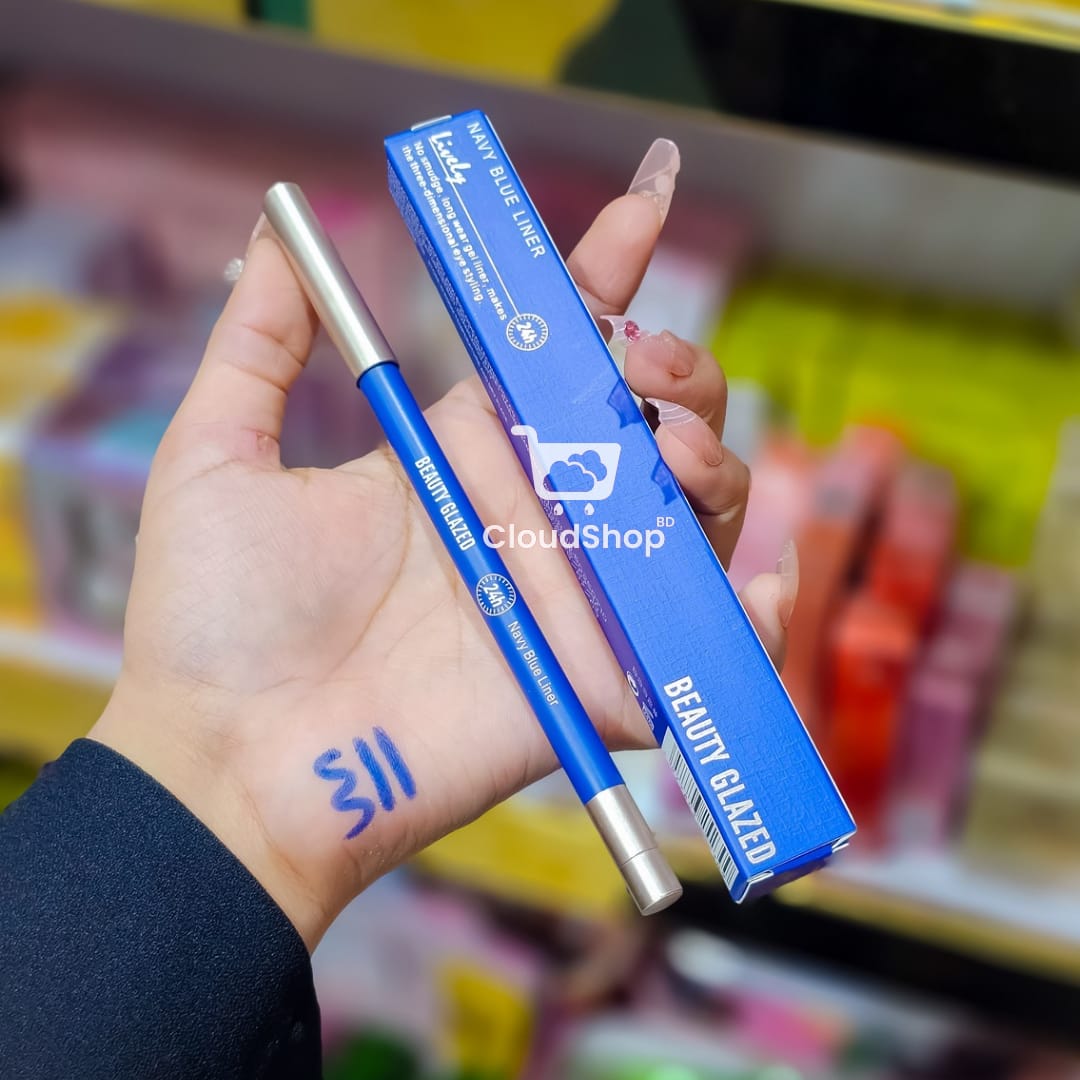 NAVY BLUE LINER
Lively
No smudge, long wear gel liner, makes
the three-dimensional eye styling.
24h
BEAUTY GLAZED
24h
Navy Blue Liner
CloudShop
BD
BEAUTY GLAZED